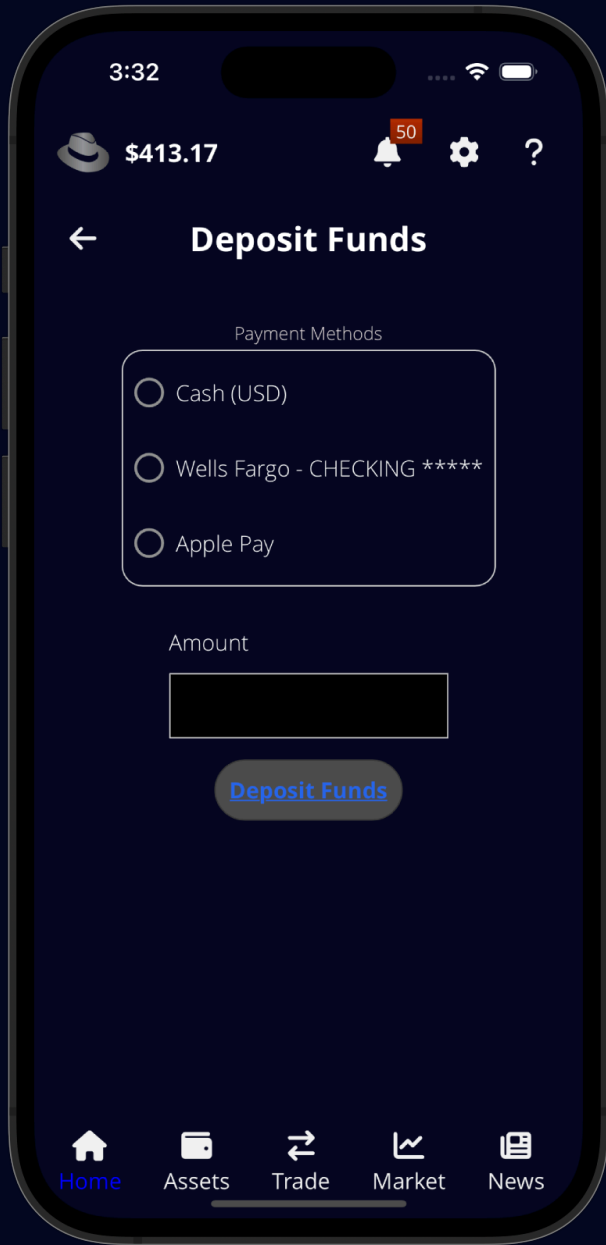 3:32
$413.17
50
?
Deposit Funds
Payment Methods
Cash (USD)
Wells Fargo - CHECKING *****
Apple Pay
Amount
Deposit Funds
Home Assets Trade Market News